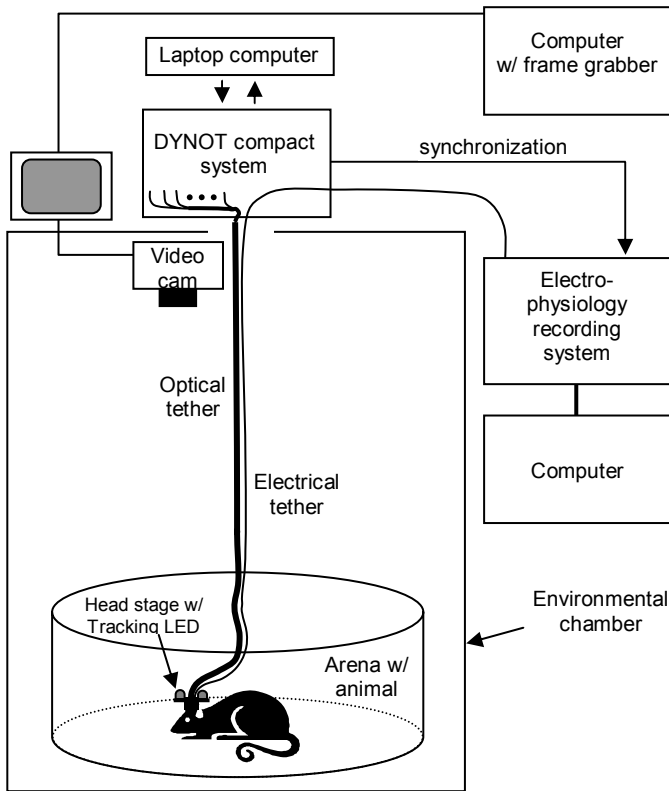 Computer
w/ frame grabber
Laptop computer
DYNOT compact
system
synchronization
Video
cam
Electro-
physiology
recording
system
Optical
tether
Electrical
tether
Computer
Head stage w/
Tracking LED
Environmental
chamber
Arena w/
animal